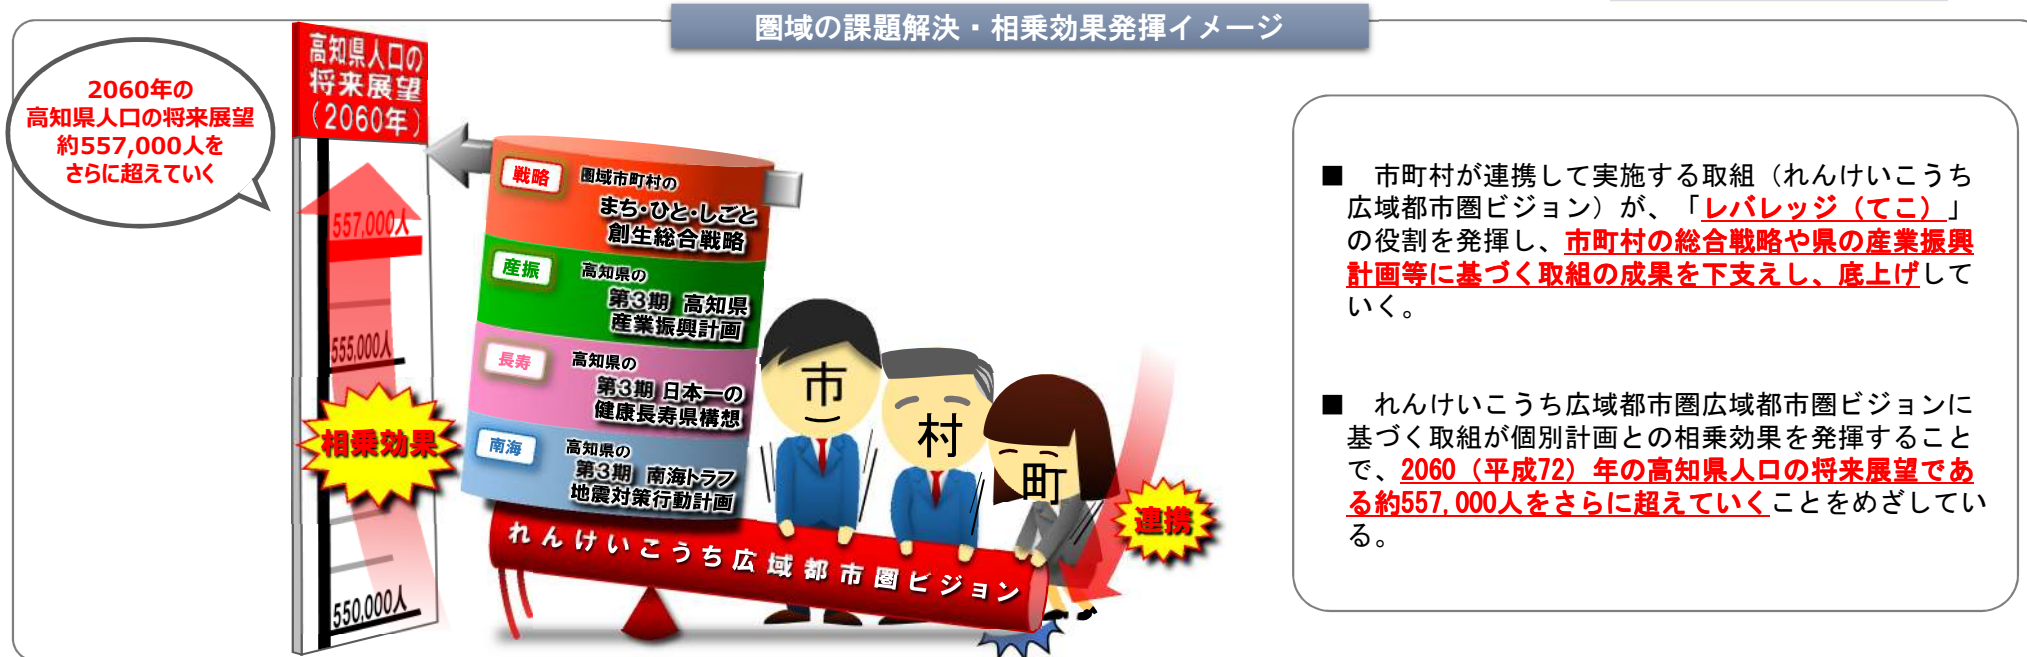 圏域の課題解決・相乗効果発揮イメージ
2060年の
高知県人口の将来展望
約557,000人を
さらに超えていく
高知県人口の
将来展望
(2060年)
557,000人
555,000人
550,000人
相乗効果
戦略
圏域市町村の
まち・ひと・しごと
創生総合戦略
産振
高知県の
第3期 高知県
産業振興計画
長寿
高知県の
第3期 日本一の
健康長寿県構想
南海
高知県の
第3期 南海トラフ
地震対策行動計画
市
村
町
連携
れんけいこうち広域都市圏ビジョン
■ 市町村が連携して実施する取組（れんけいこうち
広域都市圏ビジョン）が、「レバレッジ（てこ）」
の役割を発揮し、市町村の総合戦略や県の産業振興
計画等に基づく取組の成果を下支えし、底上げして
いく。
■ れんけいこうち広域都市圏広域都市圏ビジョンに
基づく取組が個別計画との相乗効果を発揮すること
で、2060（平成72）年の高知県人口の将来展望であ
る約557,000人をさらに超えていくことをめざしてい
る。